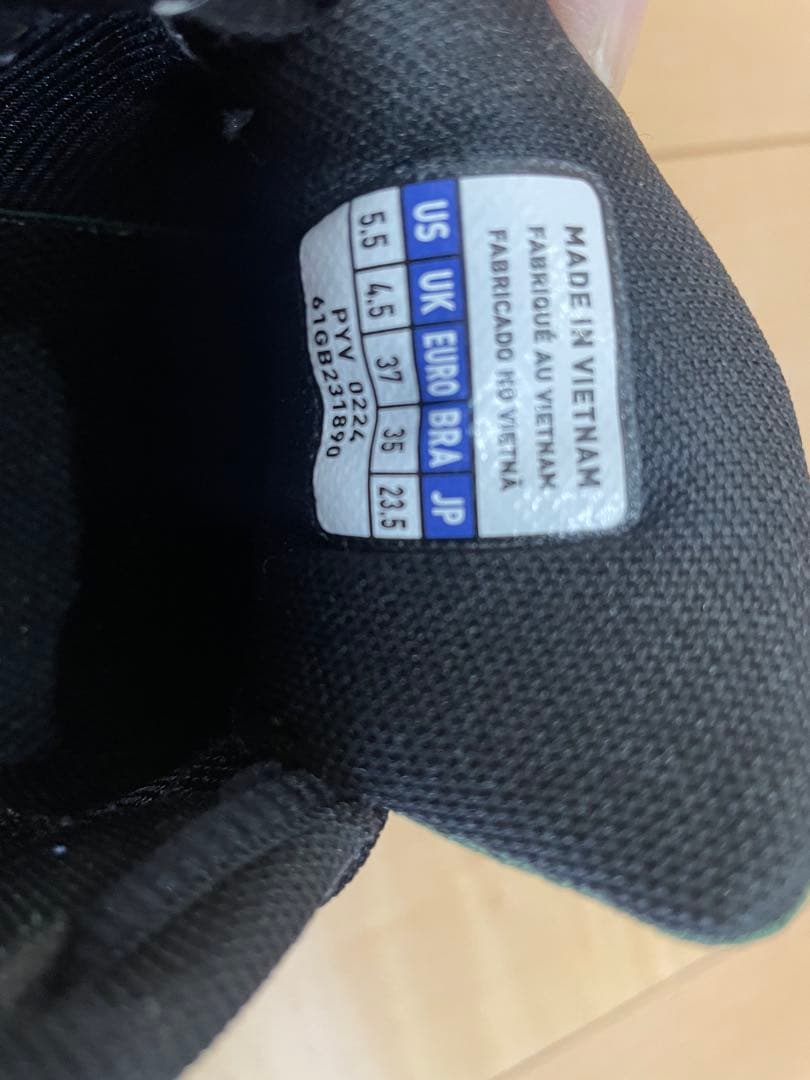 MADE IN VIETNAM
FABRIQUÉ AU VIETNAM
FABRICADO NO VIETNÃ
US UK EURO BRA JP
5.5 4.5 37 35 23.5
PYV 0224
61GB231890